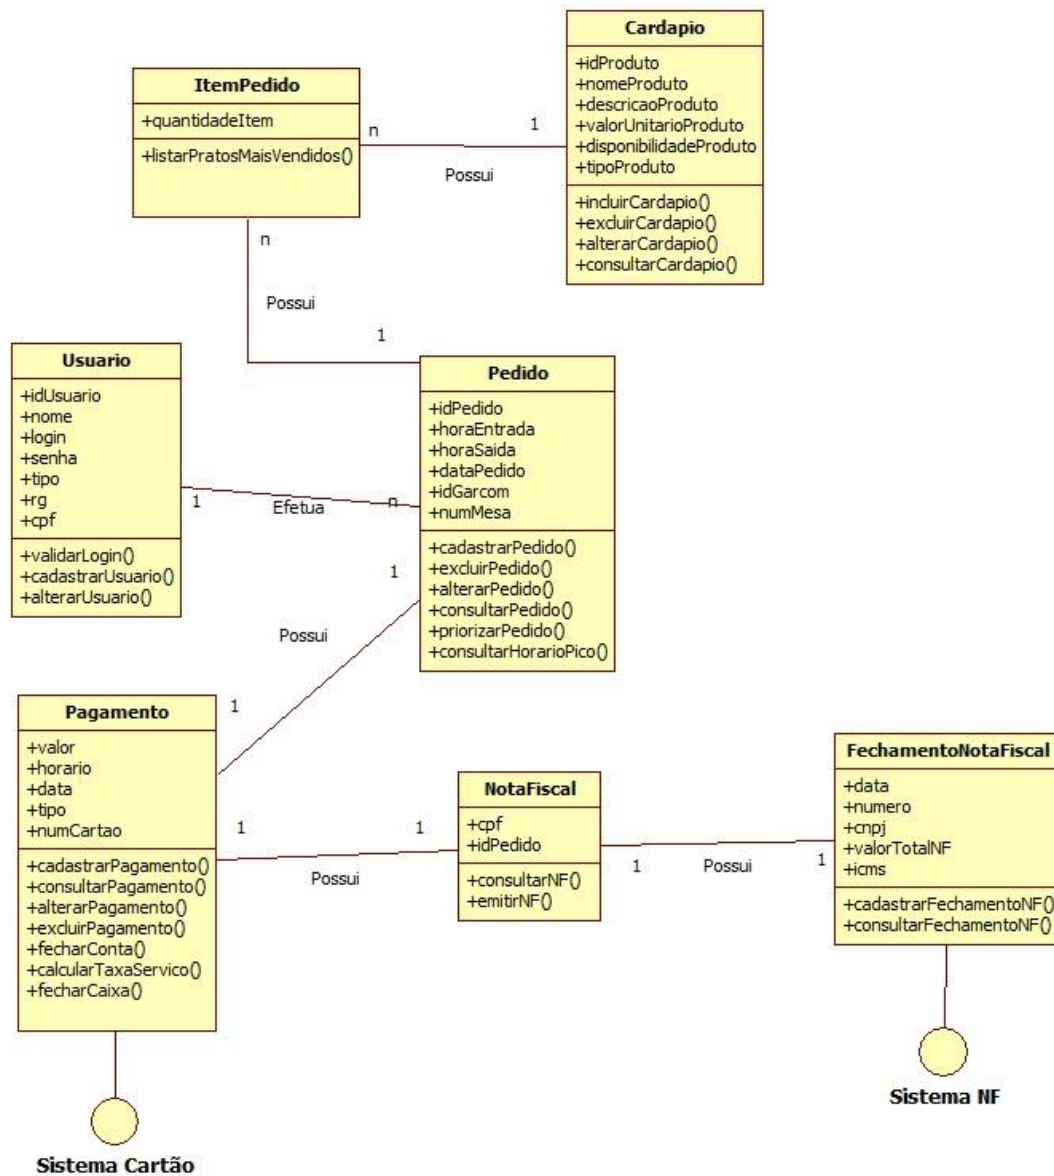 Cardapio
+idProduto
+nomeProduto
+descricaoProduto
+valorUnitarioProduto
+disponibilidadeProduto
+tipoProduto
+incluirCardapio()
+excluirCardapio()
+alterarCardapio()
+consultarCardapio()
ItemPedido
+quantidadeItem
+listarPratosMaisVendidos()
n
1
Possui
n
Possui
1
Usuario
+idUsuario
+nome
+login
+senha
+tipo
+rg
+cpf
+validarLogin()
+cadastrarUsuario()
+alterarUsuario()
1
Efetua
n
Pedido
+idPedido
+horaEntrada
+horaSaida
+dataPedido
+idGarcom
+numMesa
+cadastrarPedido()
+excluirPedido()
+alterarPedido()
+consultarPedido()
+priorizarPedido()
+consultarHorarioPico()
1
Possui
1
Pagamento
+valor
+horario
+data
+tipo
+numCartao
+cadastrarPagamento()
+consultarPagamento()
+alterarPagamento()
+excluirPagamento()
+fecharConta()
+calcularTaxaServico()
+fecharCaixa()
1
1
Possui
NotaFiscal
+cpf
+idPedido
+consultarNF()
+emitirNF()
1
Possui
1
FechamentoNotaFiscal
+data
+numero
+cnpj
+valorTotalNF
+icms
+cadastrarFechamentoNF()
+consultarFechamentoNF()
Sistema NF
Sistema Cartão